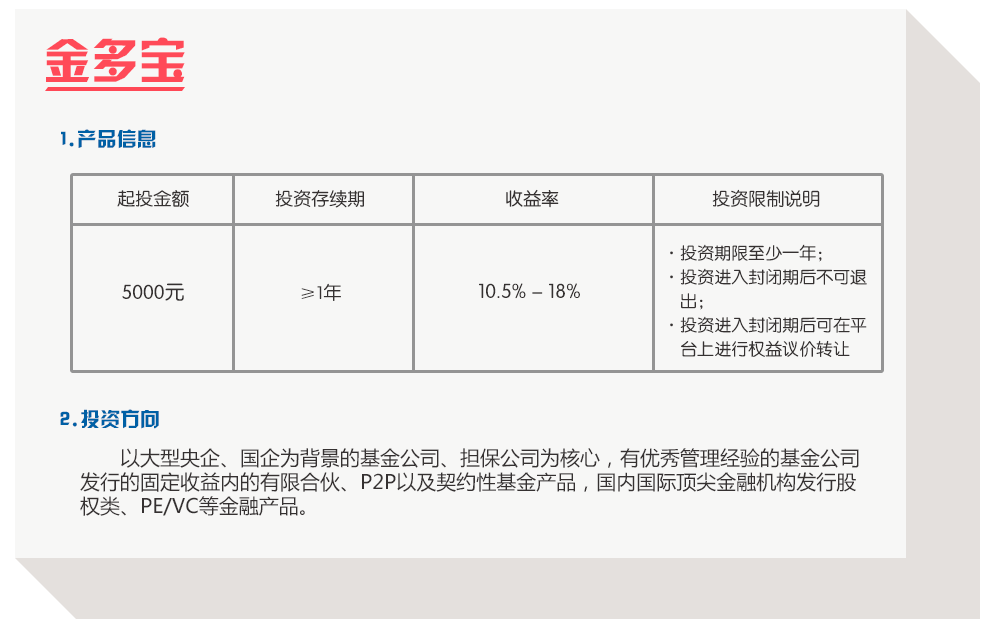 金多宝
1.产品信息
起投金额 投资存续期 收益率 投资限制说明
5000元 ≥1年 10.5% – 18%
· 投资期限至少一年；
· 投资进入封闭期后不可退
出；
· 投资进入封闭期后可在平
台上进行权益议价转让
2.投资方向
以大型央企、国企为背景的基金公司、担保公司为核心，有优秀管理经验的基金公司
发行的固定收益内的有限合伙、P2P以及契约性基金产品，国内国际顶尖金融机构发行股
权类、PE/VC等金融产品。